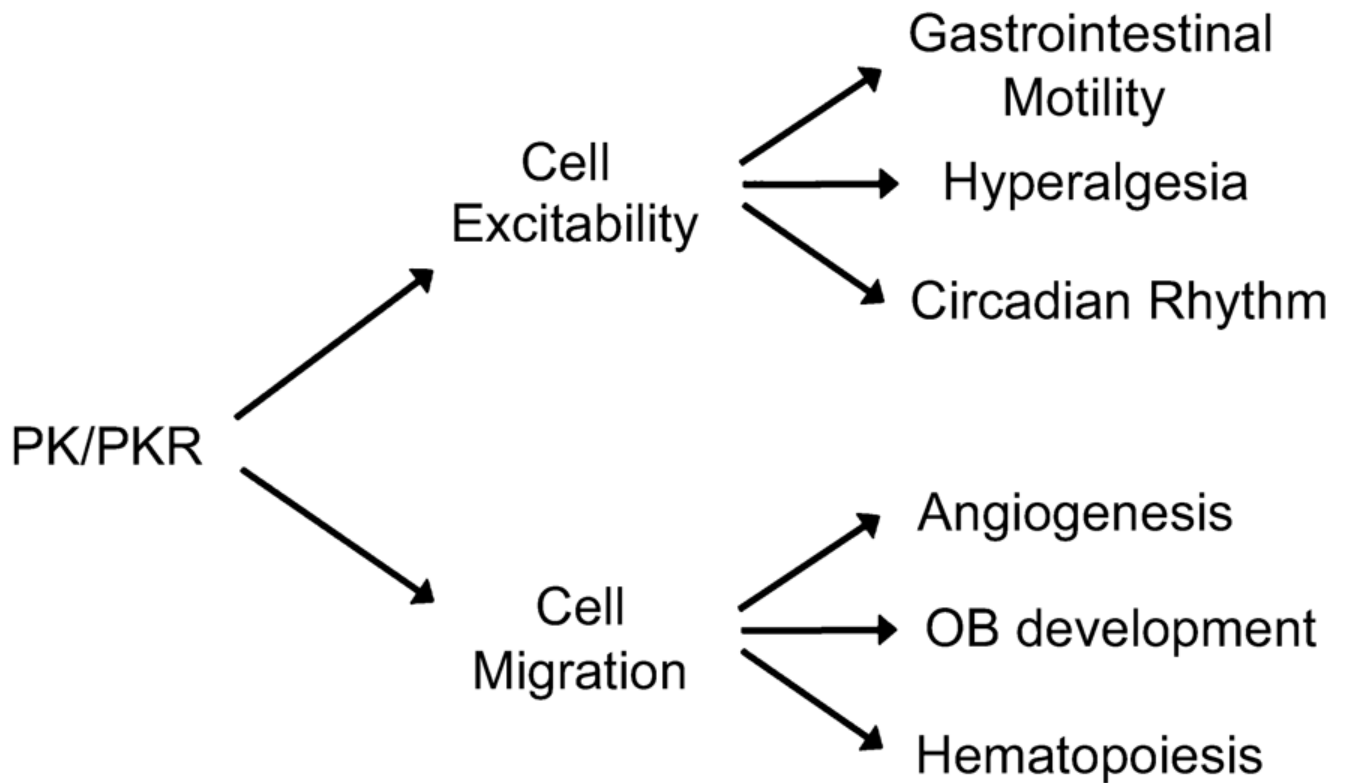 Gastrointestinal
Motility
Cell
Excitability
Hyperalgesia
Circadian Rhythm
PK/PKR
Angiogenesis
Cell
Migration
OB development
Hematopoiesis